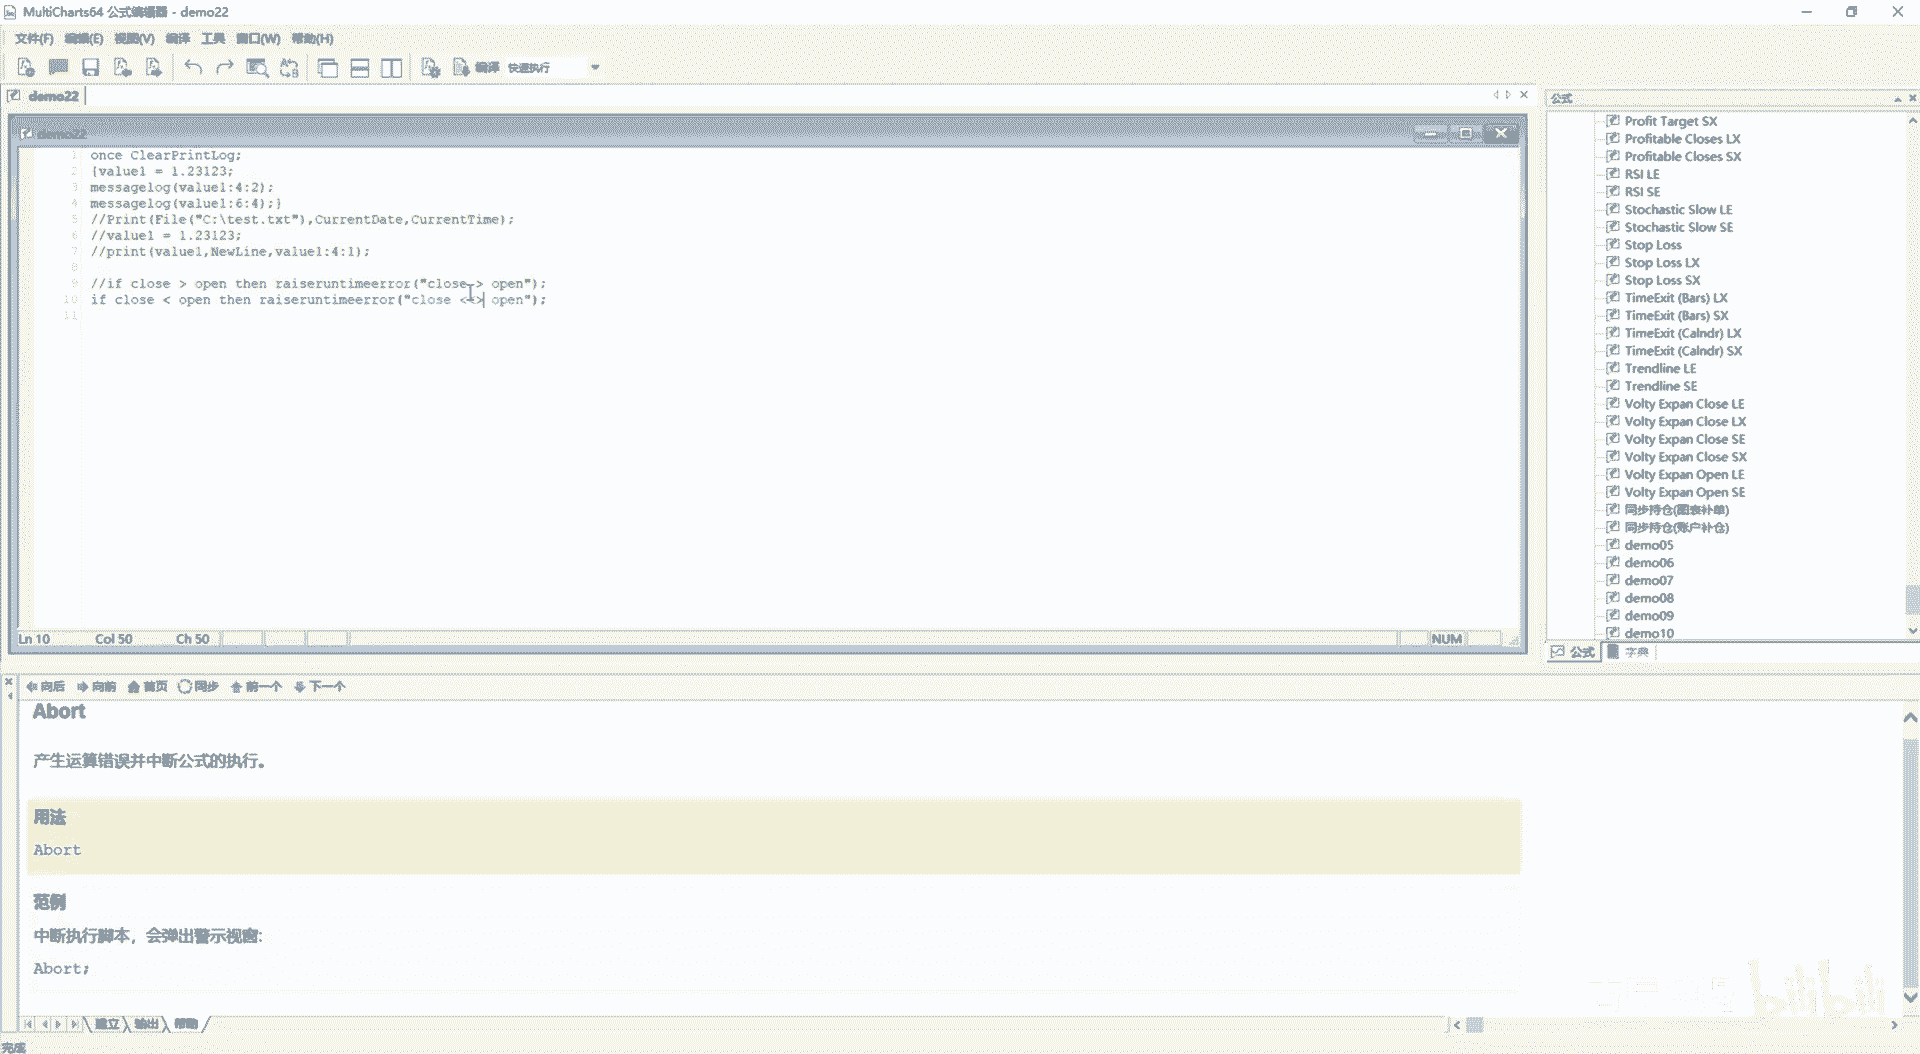 MultiCharts64 公式编辑器 - demo22
文件(F) 编辑(E) 视图(V) 编译 工具 窗口(W) 帮助(H)
编译 快速执行
demo22
demo22
1 once ClearPrintLog;
2 {value1 = 1.23123;
3 messagelog(value1:4:2);
4 messagelog(value1:6:4);}
5 //Print(File("C:\test.txt"),CurrentDate,CurrentTime);
6 //value1 = 1.23123;
7 //print(value1,NewLine,value1:4:1);
8
9 //if close > open then raiseruntimeerror("close > open");
10 if close < open then raiseruntimeerror("close <> open");
11
Ln 10 Col 50 Ch 50 NUM
公式
Profit Target SX
Profitable Closes LX
Profitable Closes SX
RSI LE
RSI SE
Stochastic Slow LE
Stochastic Slow SE
Stop Loss
Stop Loss LX
Stop Loss SX
TimeExit (Bars) LX
TimeExit (Bars) SX
TimeExit (Calndr) LX
TimeExit (Calndr) SX
Trendline LE
Trendline SE
Volty Expan Close LE
Volty Expan Close LX
Volty Expan Close SE
Volty Expan Close SX
Volty Expan Open LE
Volty Expan Open SE
同步持仓(图表补单)
同步持仓(账户补仓)
demo05
demo06
demo07
demo08
demo09
demo10
公式 字典
向后 向前 首页 同步 前一个 下一个
Abort
产生运算错误并中断公式的执行。
用法
Abort
范例
中断执行脚本，会弹出警示视窗:
Abort;
建立 输出 帮助
完成
bilibili